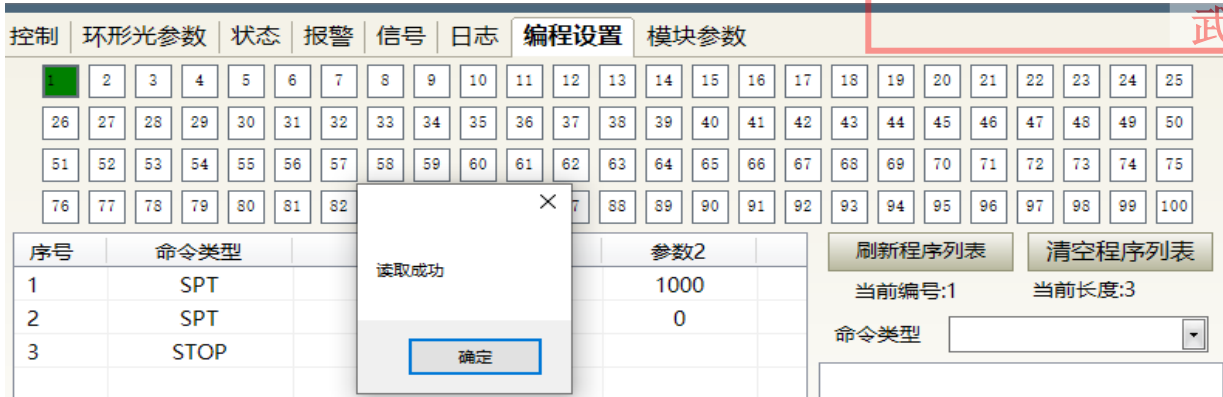 控制 环形光参数 状态 报警 信号 日志 编程设置 模块参数 武
1 2 3 4 5 6 7 8 9 10 11 12 13 14 15 16 17 18 19 20 21 22 23 24 25
26 27 28 29 30 31 32 33 34 35 36 37 38 39 40 41 42 43 44 45 46 47 48 49 50
51 52 53 54 55 56 57 58 59 60 61 62 63 64 65 66 67 68 69 70 71 72 73 74 75
76 77 78 79 80 81 82 7 88 89 90 91 92 93 94 95 96 97 98 99 100
序号 命令类型 参数2 刷新程序列表 清空程序列表
读取成功
1 SPT 1000 当前编号:1 当前长度:3
2 SPT 0
命令类型
3 STOP
确定